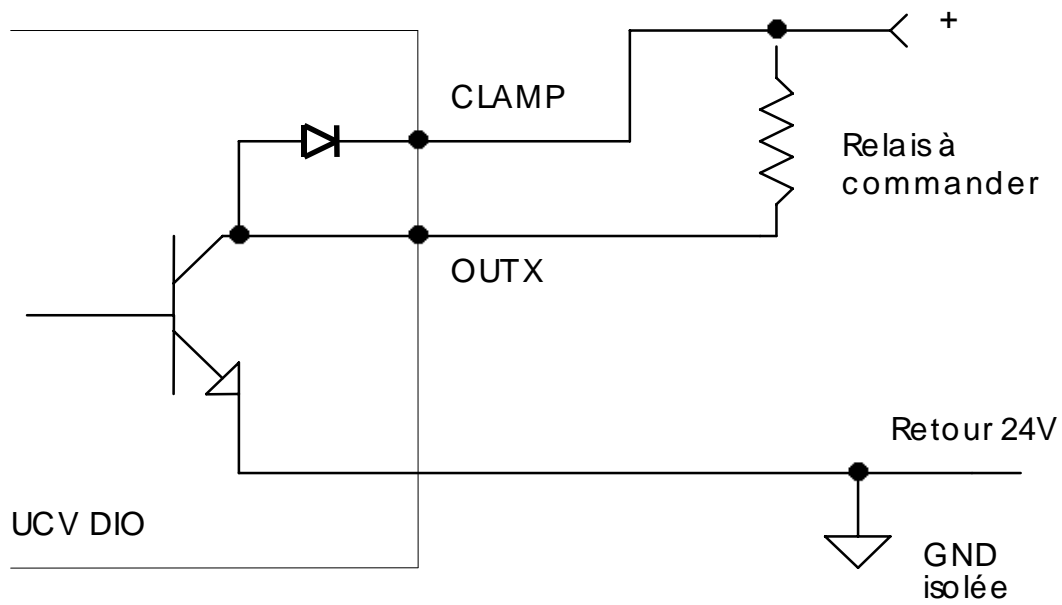 +
CLAMP
Relais à
commander
OUTX
Retour 24V
UCV DIO
GND
isolée